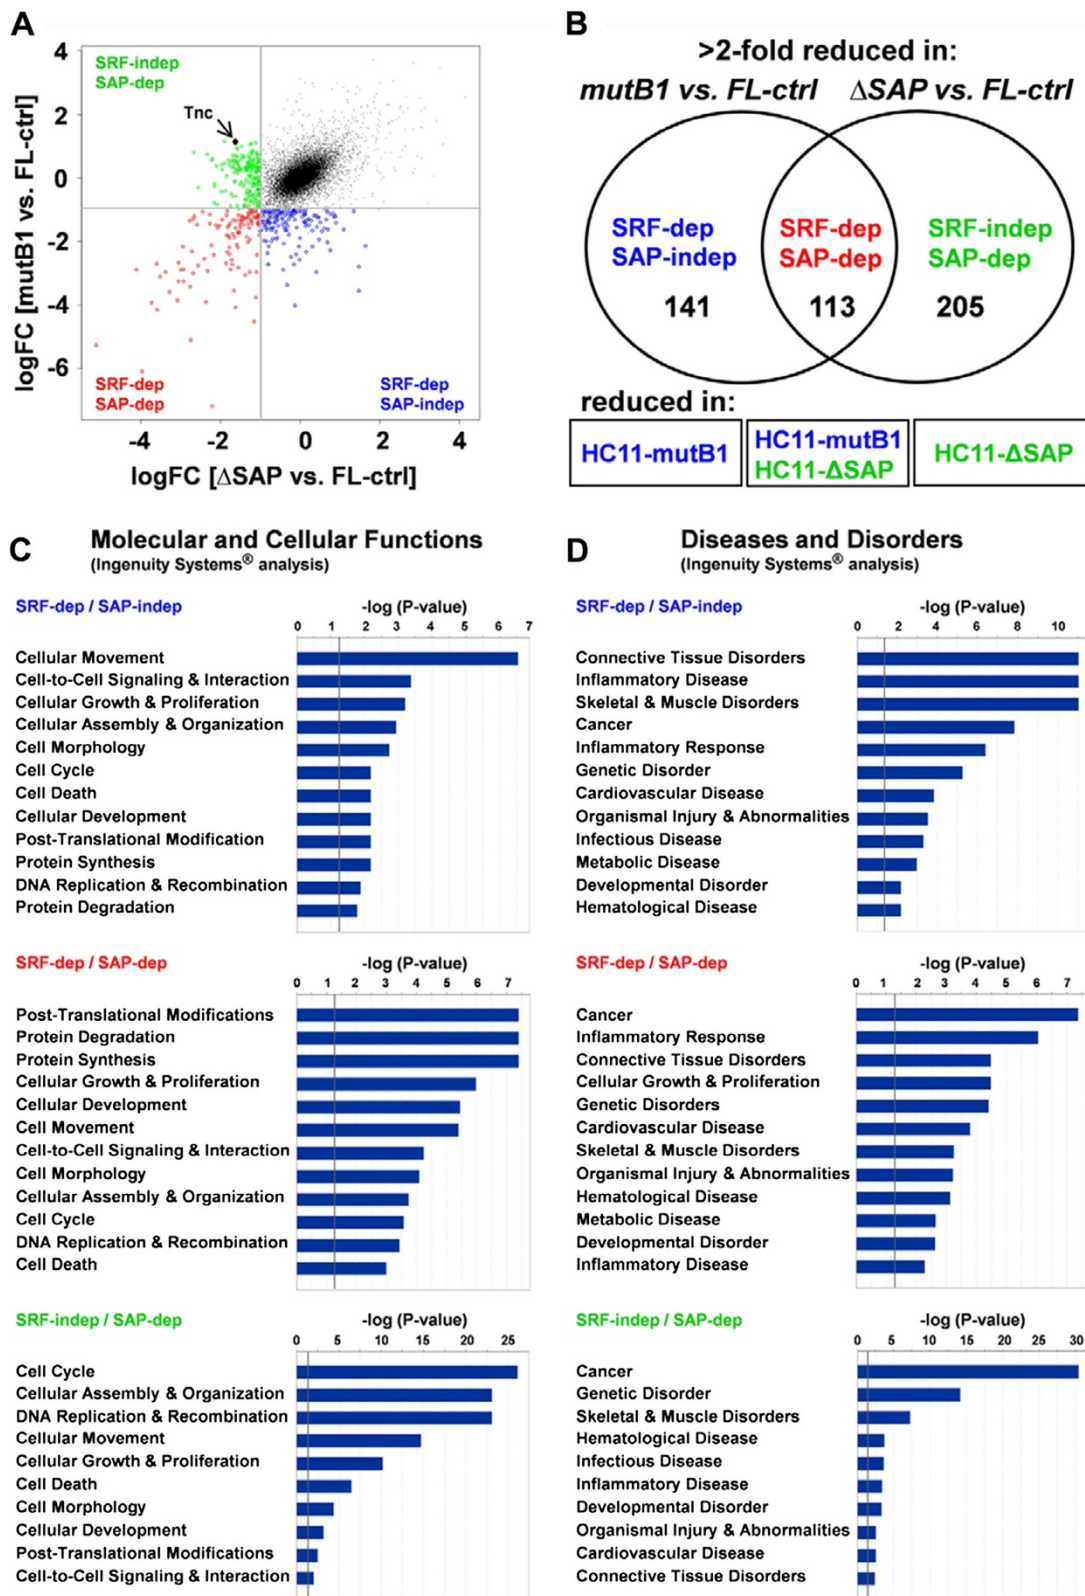 A
4
2
0
-2
-4
-6
SRF-indep
SAP-dep
Tnc
SRF-dep
SAP-dep
SRF-dep
SAP-indep
-4 -2 0 2 4
logFC [mutB1 vs. FL-ctrl]
logFC [ΔSAP vs. FL-ctrl]
B
>2-fold reduced in:
mutB1 vs. FL-ctrl ΔSAP vs. FL-ctrl
SRF-dep SRF-dep SRF-indep
SAP-indep SAP-dep SAP-dep
141 113 205
reduced in:
HC11-mutB1
HC11-mutB1
HC11-ΔSAP
HC11-ΔSAP
C
Molecular and Cellular Functions
(Ingenuity Systems® analysis)
SRF-dep / SAP-indep -log (P-value)
0 1 2 3 4 5 6 7
Cellular Movement
Cell-to-Cell Signaling & Interaction
Cellular Growth & Proliferation
Cellular Assembly & Organization
Cell Morphology
Cell Cycle
Cell Death
Cellular Development
Post-Translational Modification
Protein Synthesis
DNA Replication & Recombination
Protein Degradation
SRF-dep / SAP-dep -log (P-value)
0 1 2 3 4 5 6 7
Post-Translational Modifications
Protein Degradation
Protein Synthesis
Cellular Growth & Proliferation
Cellular Development
Cell Movement
Cell-to-Cell Signaling & Interaction
Cell Morphology
Cellular Assembly & Organization
Cell Cycle
DNA Replication & Recombination
Cell Death
SRF-indep / SAP-dep -log (P-value)
0 5 10 15 20 25
Cell Cycle
Cellular Assembly & Organization
DNA Replication & Recombination
Cellular Movement
Cellular Growth & Proliferation
Cell Death
Cell Morphology
Cellular Development
Post-Translational Modifications
Cell-to-Cell Signaling & Interaction
D
Diseases and Disorders
(Ingenuity Systems® analysis)
SRF-dep / SAP-indep -log (P-value)
0 2 4 6 8 10
Connective Tissue Disorders
Inflammatory Disease
Skeletal & Muscle Disorders
Cancer
Inflammatory Response
Genetic Disorder
Cardiovascular Disease
Organismal Injury & Abnormalities
Infectious Disease
Metabolic Disease
Developmental Disorder
Hematological Disease
SRF-dep / SAP-dep -log (P-value)
0 1 2 3 4 5 6 7
Cancer
Inflammatory Response
Connective Tissue Disorders
Cellular Growth & Proliferation
Genetic Disorders
Cardiovascular Disease
Skeletal & Muscle Disorders
Organismal Injury & Abnormalities
Hematological Disease
Metabolic Disease
Developmental Disorder
Inflammatory Disease
SRF-indep / SAP-dep -log (P-value)
0 5 10 15 20 25 30
Cancer
Genetic Disorder
Skeletal & Muscle Disorders
Hematological Disease
Infectious Disease
Inflammatory Disease
Developmental Disorder
Organismal Injury & Abnormalities
Cardiovascular Disease
Connective Tissue Disorders